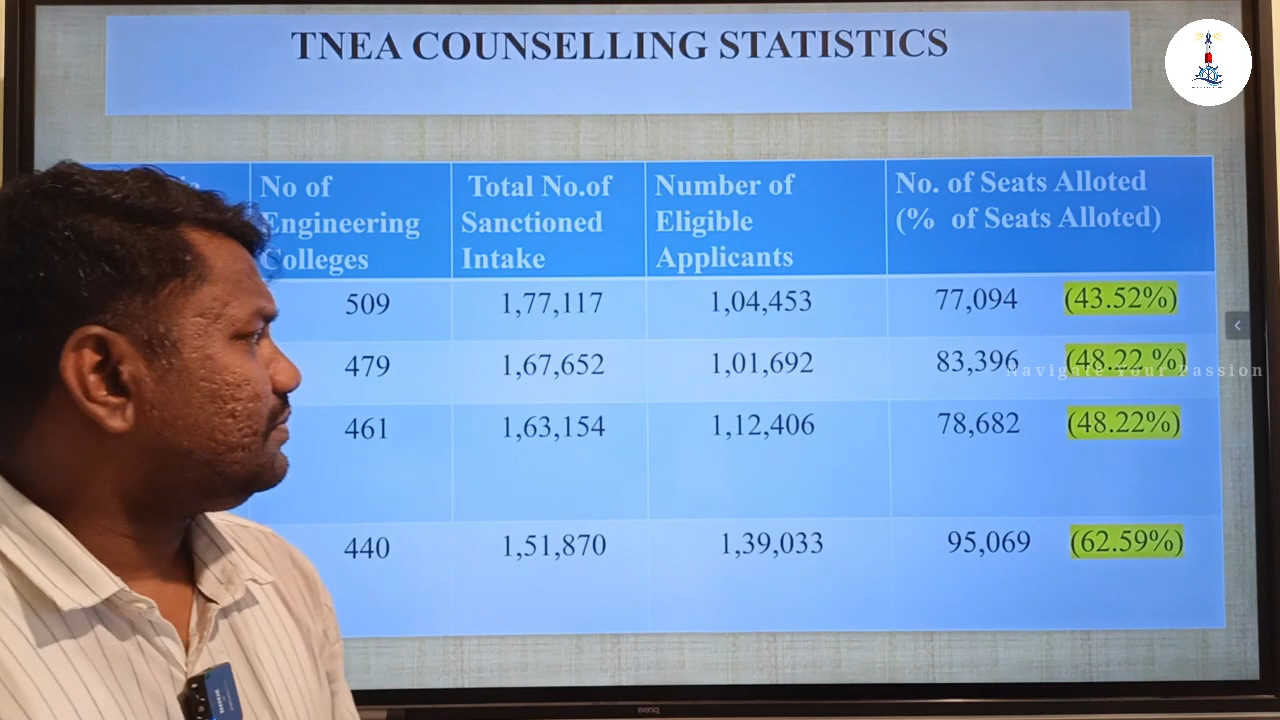 TNEA COUNSELLING STATISTICS
No of Engineering Colleges
Total No.of Sanctioned Intake
Number of Eligible Applicants
No. of Seats Alloted (% of Seats Alloted)
509 1,77,117 1,04,453 77,094 (43.52%)
479 1,67,652 1,01,692 83,396 (48.22 %)
Navigate Your Passion
461 1,63,154 1,12,406 78,682 (48.22%)
440 1,51,870 1,39,033 95,069 (62.59%)
BenQ